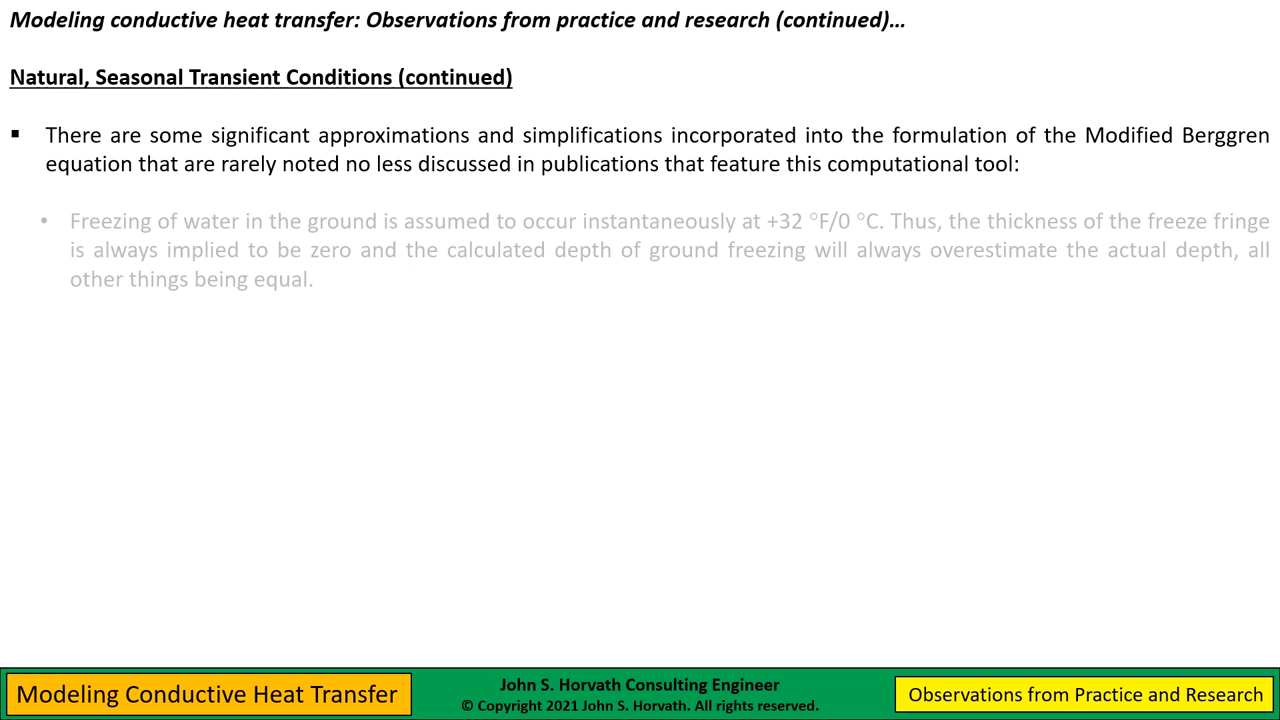 Modeling conductive heat transfer: Observations from practice and research (continued)…
Natural, Seasonal Transient Conditions (continued)
▪ There are some significant approximations and simplifications incorporated into the formulation of the Modified Berggren
equation that are rarely noted no less discussed in publications that feature this computational tool:
• Freezing of water in the ground is assumed to occur instantaneously at +32 °F/0 °C. Thus, the thickness of the freeze fringe
is always implied to be zero and the calculated depth of ground freezing will always overestimate the actual depth, all
other things being equal.
Modeling Conductive Heat Transfer
John S. Horvath Consulting Engineer
© Copyright 2021 John S. Horvath. All rights reserved.
Observations from Practice and Research